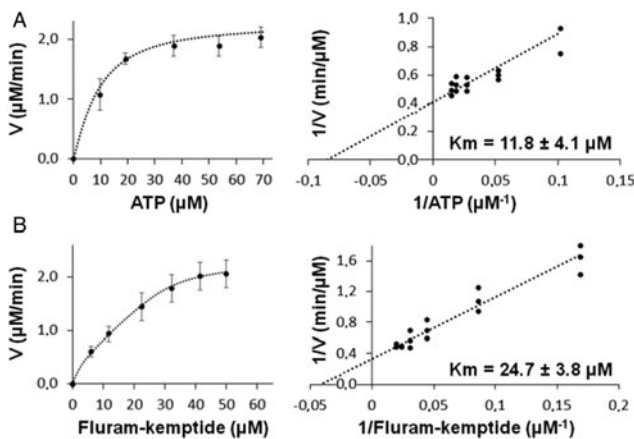 A
V (µM/min)
2,0
1,0
0,0
0 10 20 30 40 50 60 70
ATP (µM)
1/V (min/µM)
1,0
0.8
0.6
0.4
0.2
0,0
-0,1 -0,05 0 0,05 0,1 0,15
Km = 11.8 ± 4.1 µM
1/ATP (µM-1)
B
V (µM/min)
2,0
1,0
0,0
0 10 20 30 40 50 60
Fluram-kemptide (µM)
1/V (min/µM)
1,6
1.2
0.8
0.4
0,0
-0,05 0 0,05 0,1 0,15 0,2
Km = 24.7 ± 3.8 µM
1/Fluram-kemptide (µM-1)